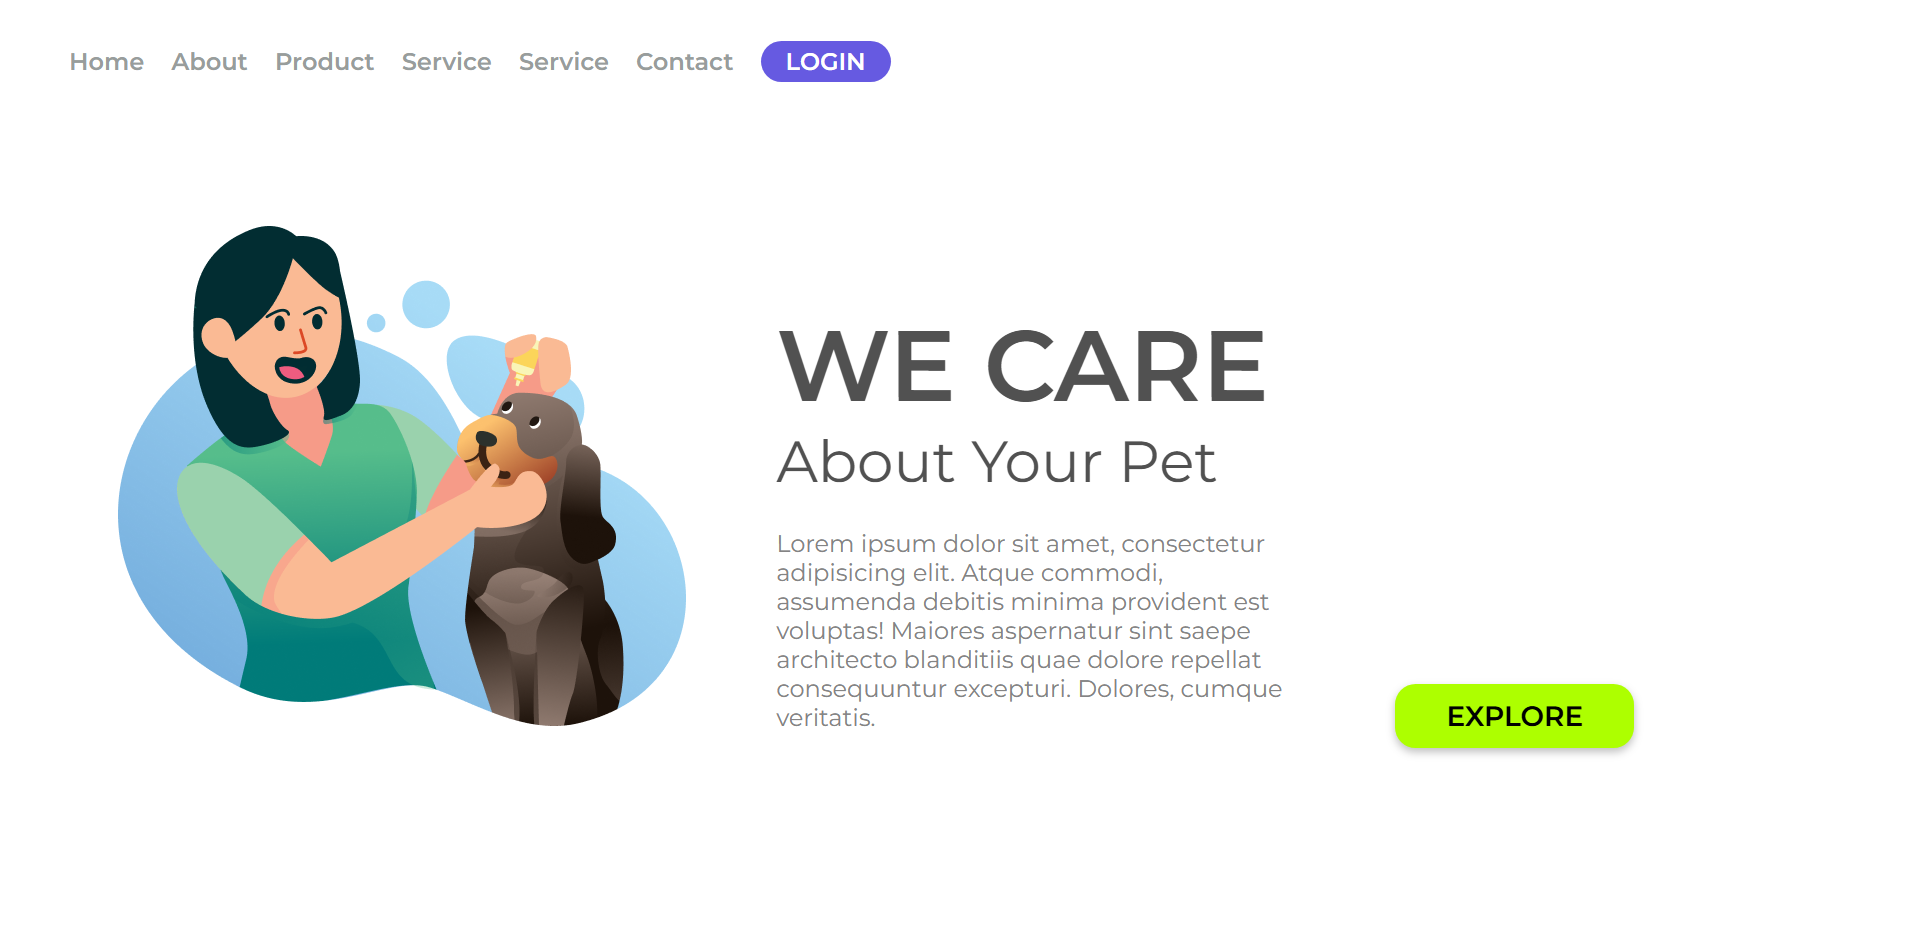 Home About Product Service Service Contact LOGIN
WE CARE
About Your Pet
Lorem ipsum dolor sit amet, consectetur
adipisicing elit. Atque commodi,
assumenda debitis minima provident est
voluptas! Maiores aspernatur sint saepe
architecto blanditiis quae dolore repellat
consequuntur excepturi. Dolores, cumque
veritatis.
EXPLORE